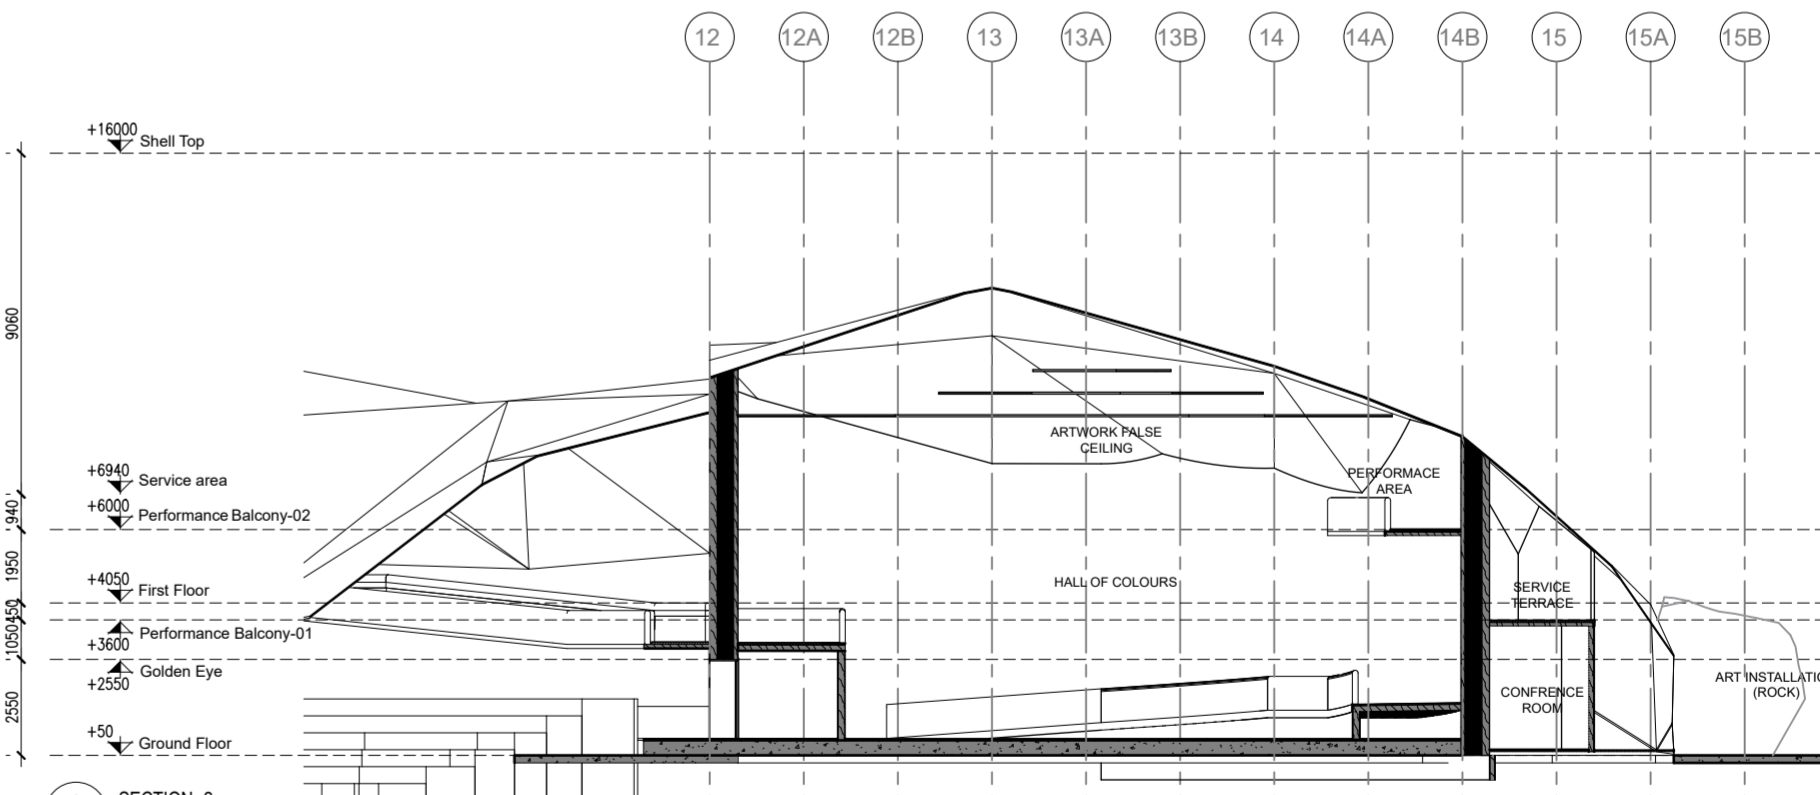 12 12A 12B 13 13A 13B 14 14A 14B 15 15A 15B
+16000
Shell Top
9060
ARTWORK FALSE
CEILING
+6940
Service area
PERFORMACE
AREA
940
+6000
Performance Balcony-02
1950
+4050
First Floor
HALL OF COLOURS
SERVICE
TERRACE
450
Performance Balcony-01
+3600
1050
Golden Eye
+2550
ART INSTALLATIO
(ROCK)
CONFRENCE
ROOM
2550
+50
Ground Floor